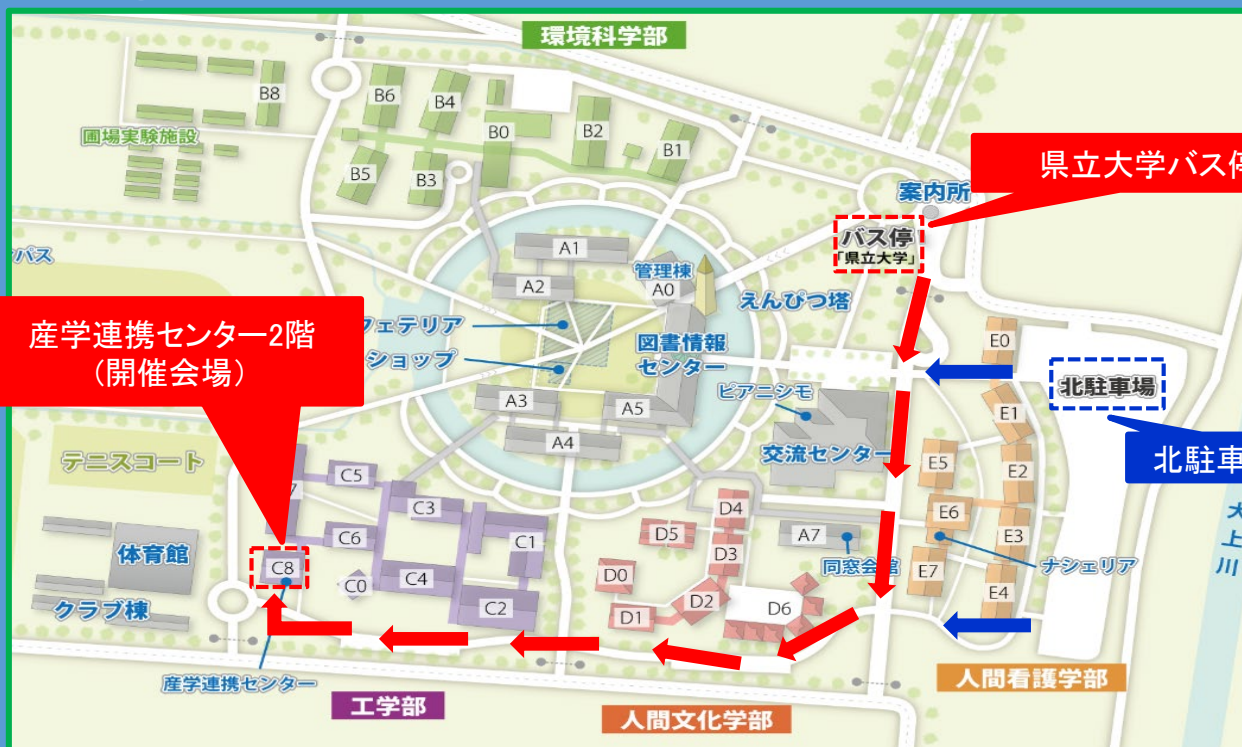 環境科学部
B8
B6
B4
B0
B2
B1
圃場実験施設
B5
B3
県立大学バス停
案内所
バス停
「県立大学」
パス
A1
A2
管理棟
A0
えんぴつ塔
産学連携センター2階
（開催会場）
フェテリア
ショップ
図書情報
センター
E0
北駐車場
ピアニシモ
A3
A5
A4
E1
交流センター
北駐車
テニスコート
C5
E5
E2
C3
D4
E6
体育館
C6
C1
D5
D3
A7
E3
同窓会館
ナシェリア
大
上
川
C8
C0
C4
D0
E7
E4
クラブ棟
C2
D1
D2
D6
産学連携センター
工学部
人間文化学部
人間看護学部